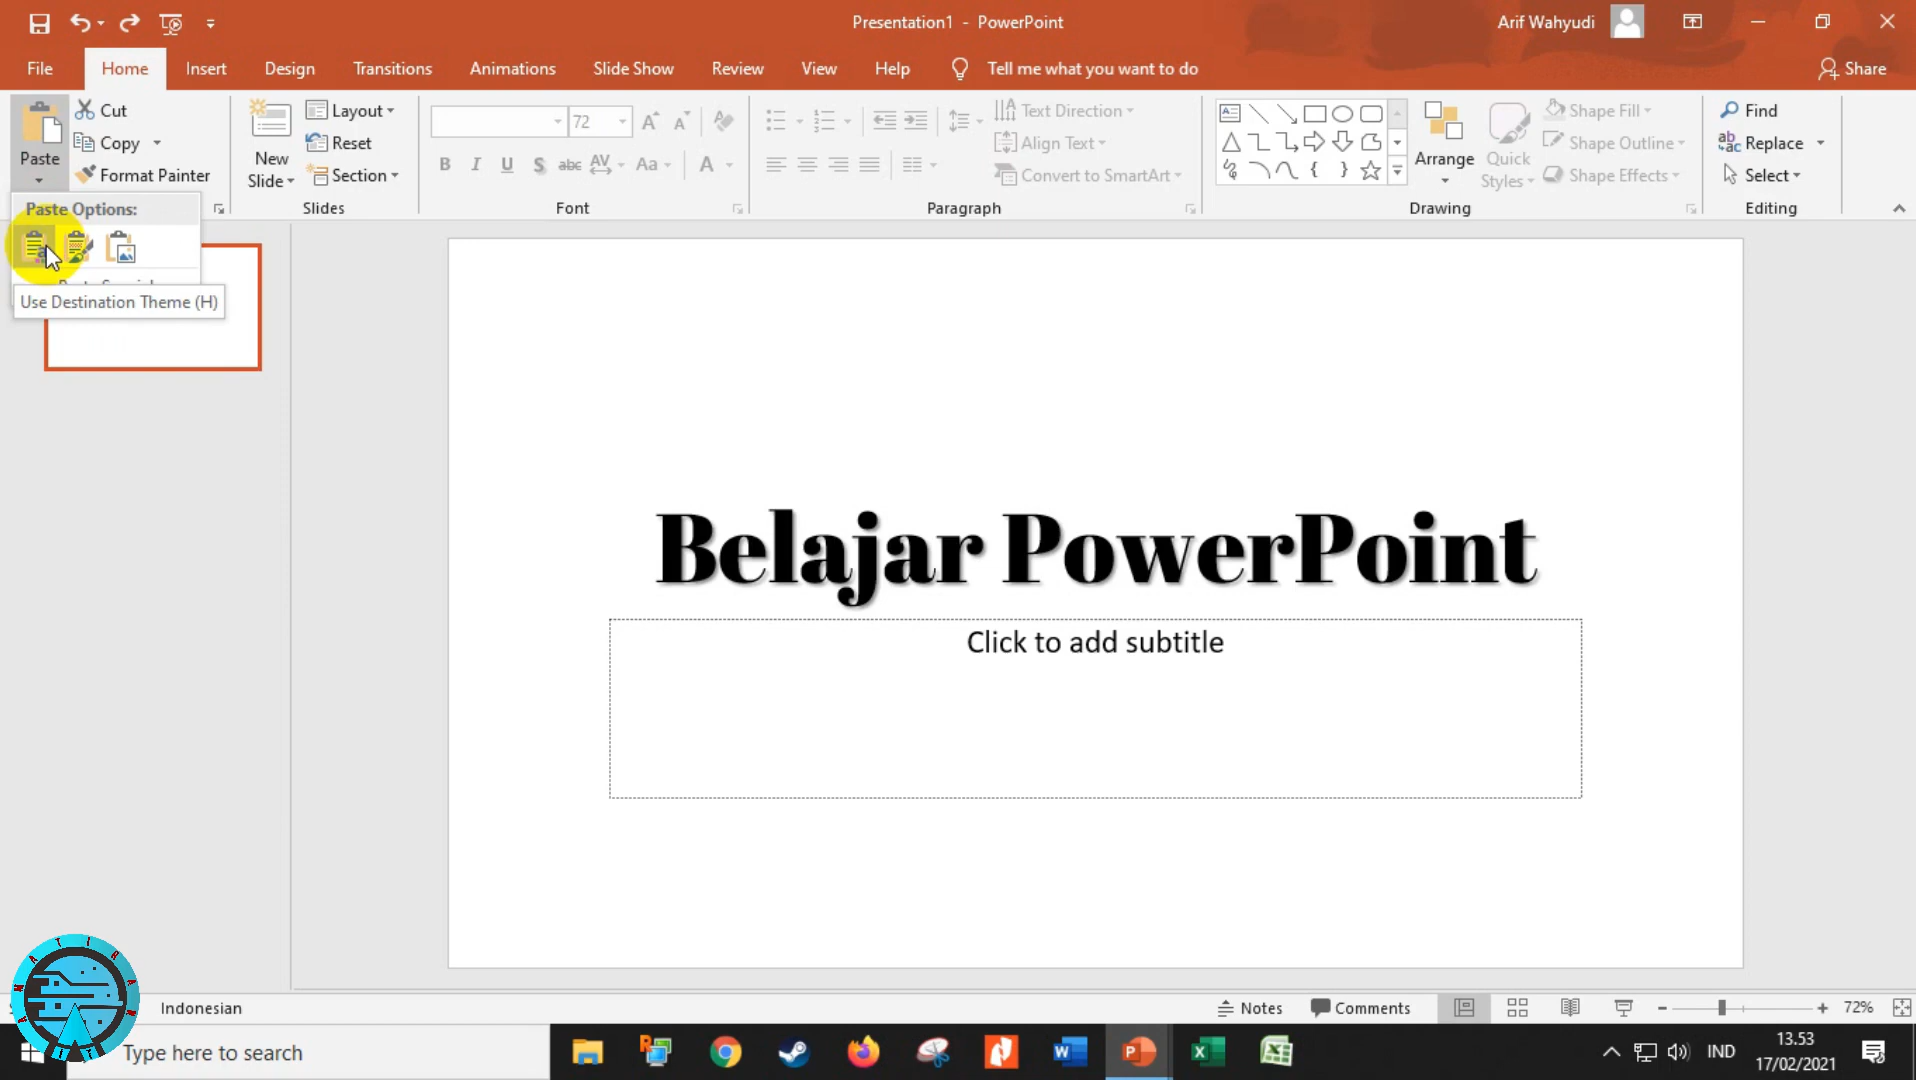 Presentation1 - PowerPoint
Arif Wahyudi
File Home Insert Design Transitions Animations Slide Show Review View Help Tell me what you want to do Share
Paste
Cut
Copy
Format Painter
New Slide
Layout
Reset
Section
Slides
72
B I U S abc AV Aa A
Font
Text Direction
Align Text
Convert to SmartArt
Paragraph
Arrange
Quick Styles
Shape Fill
Shape Outline
Shape Effects
Drawing
Find
Replace
Select
Editing
Paste Options:
Use Destination Theme (H)
Belajar PowerPoint
Click to add subtitle
Indonesian
Notes Comments 72%
Type here to search
IND
13.53
17/02/2021